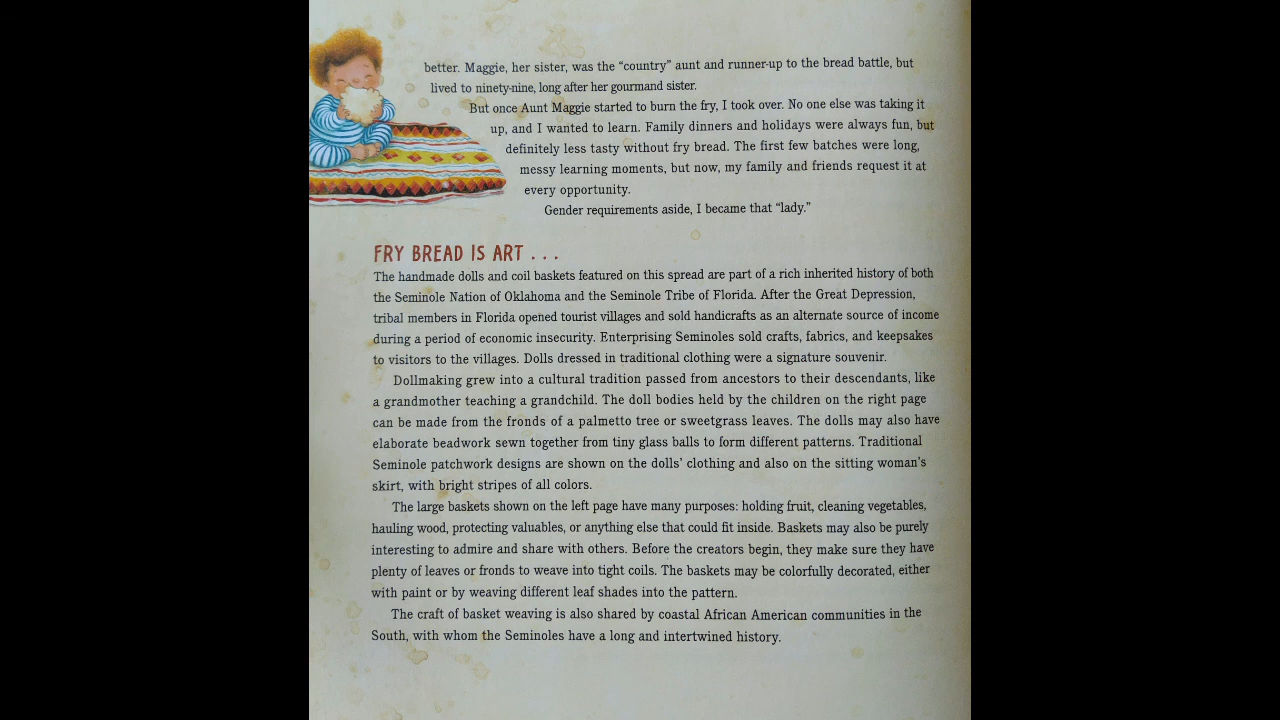 better. Maggie, her sister, was the “country” aunt and runner-up to the bread battle, but
lived to ninety-nine, long after her gourmand sister.
But once Aunt Maggie started to burn the fry, I took over. No one else was taking it
up, and I wanted to learn. Family dinners and holidays were always fun, but
definitely less tasty without fry bread. The first few batches were long,
messy learning moments, but now, my family and friends request it at
every opportunity.
Gender requirements aside, I became that “lady.”
FRY BREAD IS ART . . .
The handmade dolls and coil baskets featured on this spread are part of a rich inherited history of both
the Seminole Nation of Oklahoma and the Seminole Tribe of Florida. After the Great Depression,
tribal members in Florida opened tourist villages and sold handicrafts as an alternate source of income
during a period of economic insecurity. Enterprising Seminoles sold crafts, fabrics, and keepsakes
to visitors to the villages. Dolls dressed in traditional clothing were a signature souvenir.
Dollmaking grew into a cultural tradition passed from ancestors to their descendants, like
a grandmother teaching a grandchild. The doll bodies held by the children on the right page
can be made from the fronds of a palmetto tree or sweetgrass leaves. The dolls may also have
elaborate beadwork sewn together from tiny glass balls to form different patterns. Traditional
Seminole patchwork designs are shown on the dolls’ clothing and also on the sitting woman’s
skirt, with bright stripes of all colors.
The large baskets shown on the left page have many purposes: holding fruit, cleaning vegetables,
hauling wood, protecting valuables, or anything else that could fit inside. Baskets may also be purely
interesting to admire and share with others. Before the creators begin, they make sure they have
plenty of leaves or fronds to weave into tight coils. The baskets may be colorfully decorated, either
with paint or by weaving different leaf shades into the pattern.
The craft of basket weaving is also shared by coastal African American communities in the
South, with whom the Seminoles have a long and intertwined history.